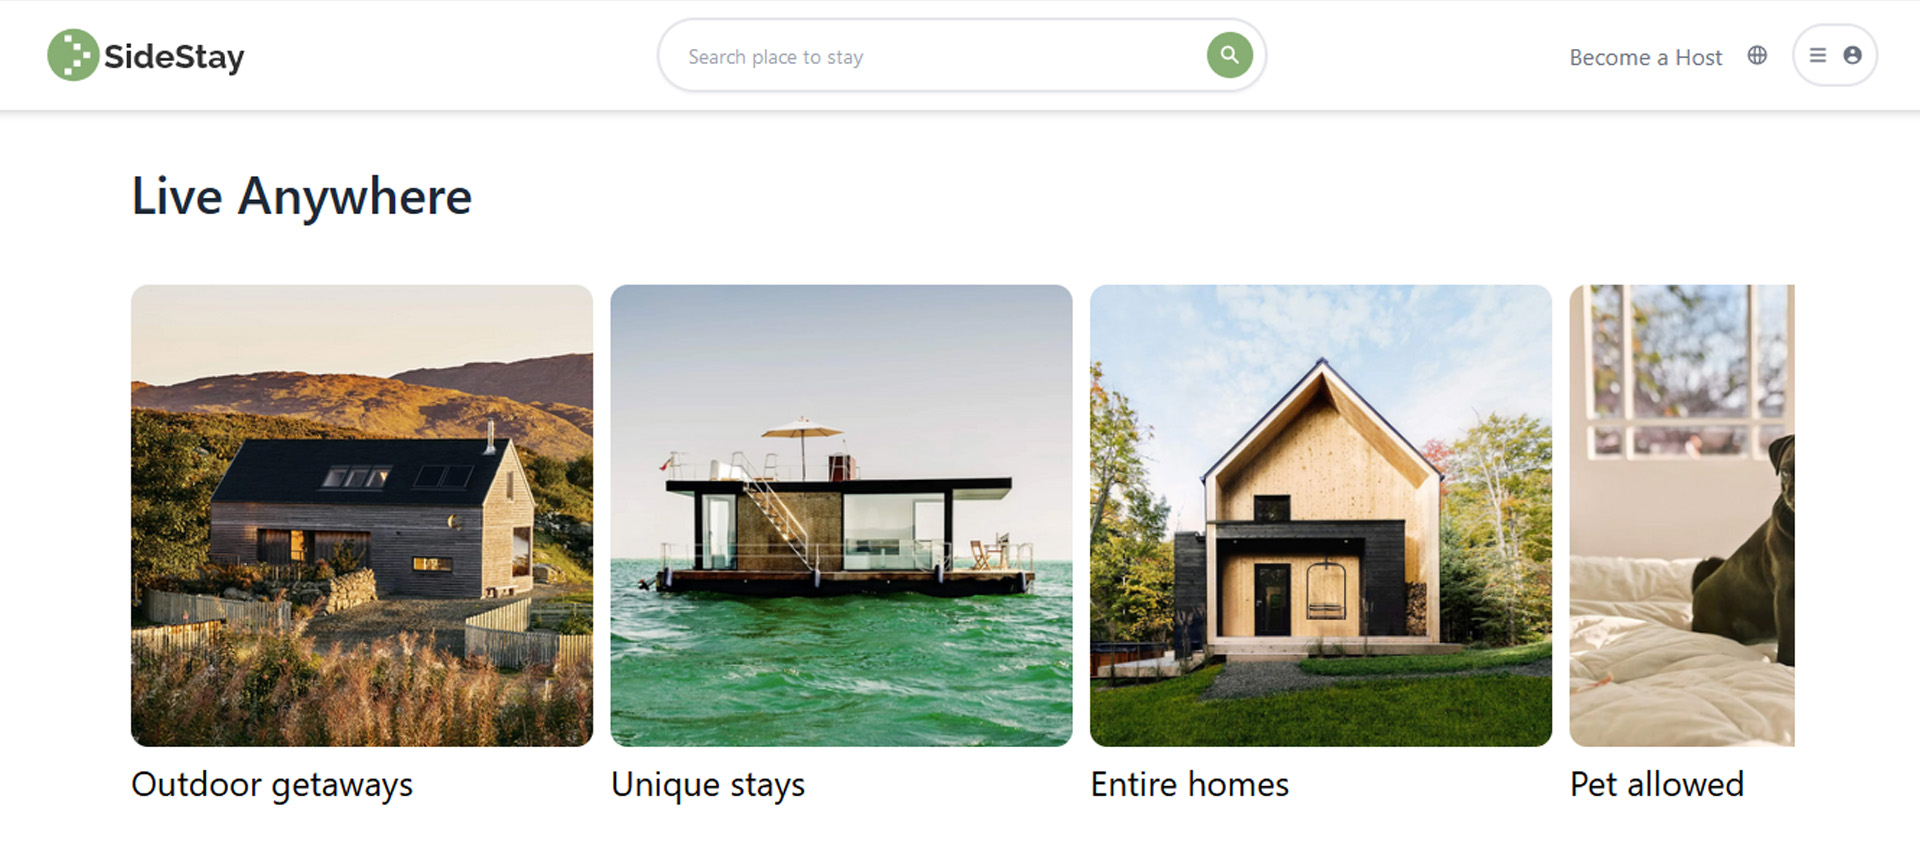 SideStay
Search place to stay
Become a Host
Live Anywhere
Outdoor getaways
Unique stays
Entire homes
Pet allowed